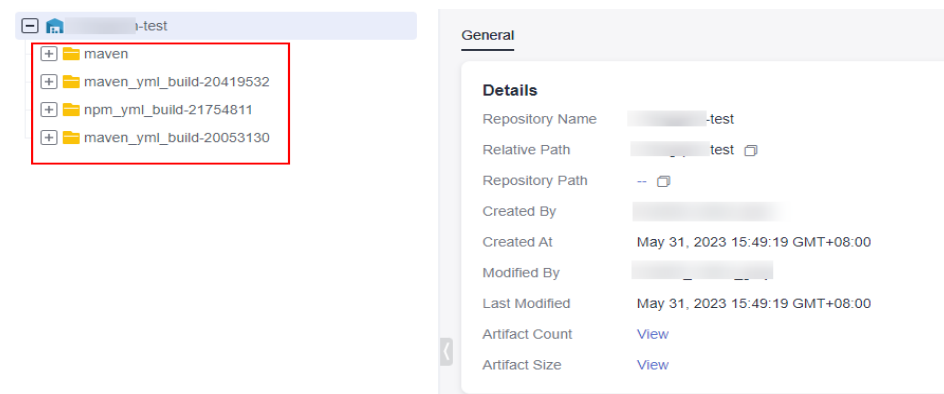 -test
maven
maven_yml_build-20419532
npm_yml_build-21754811
maven_yml_build-20053130
General
Details
Repository Name -test
Relative Path test
Repository Path --
Created By
Created At May 31, 2023 15:49:19 GMT+08:00
Modified By
Last Modified May 31, 2023 15:49:19 GMT+08:00
Artifact Count View
Artifact Size View